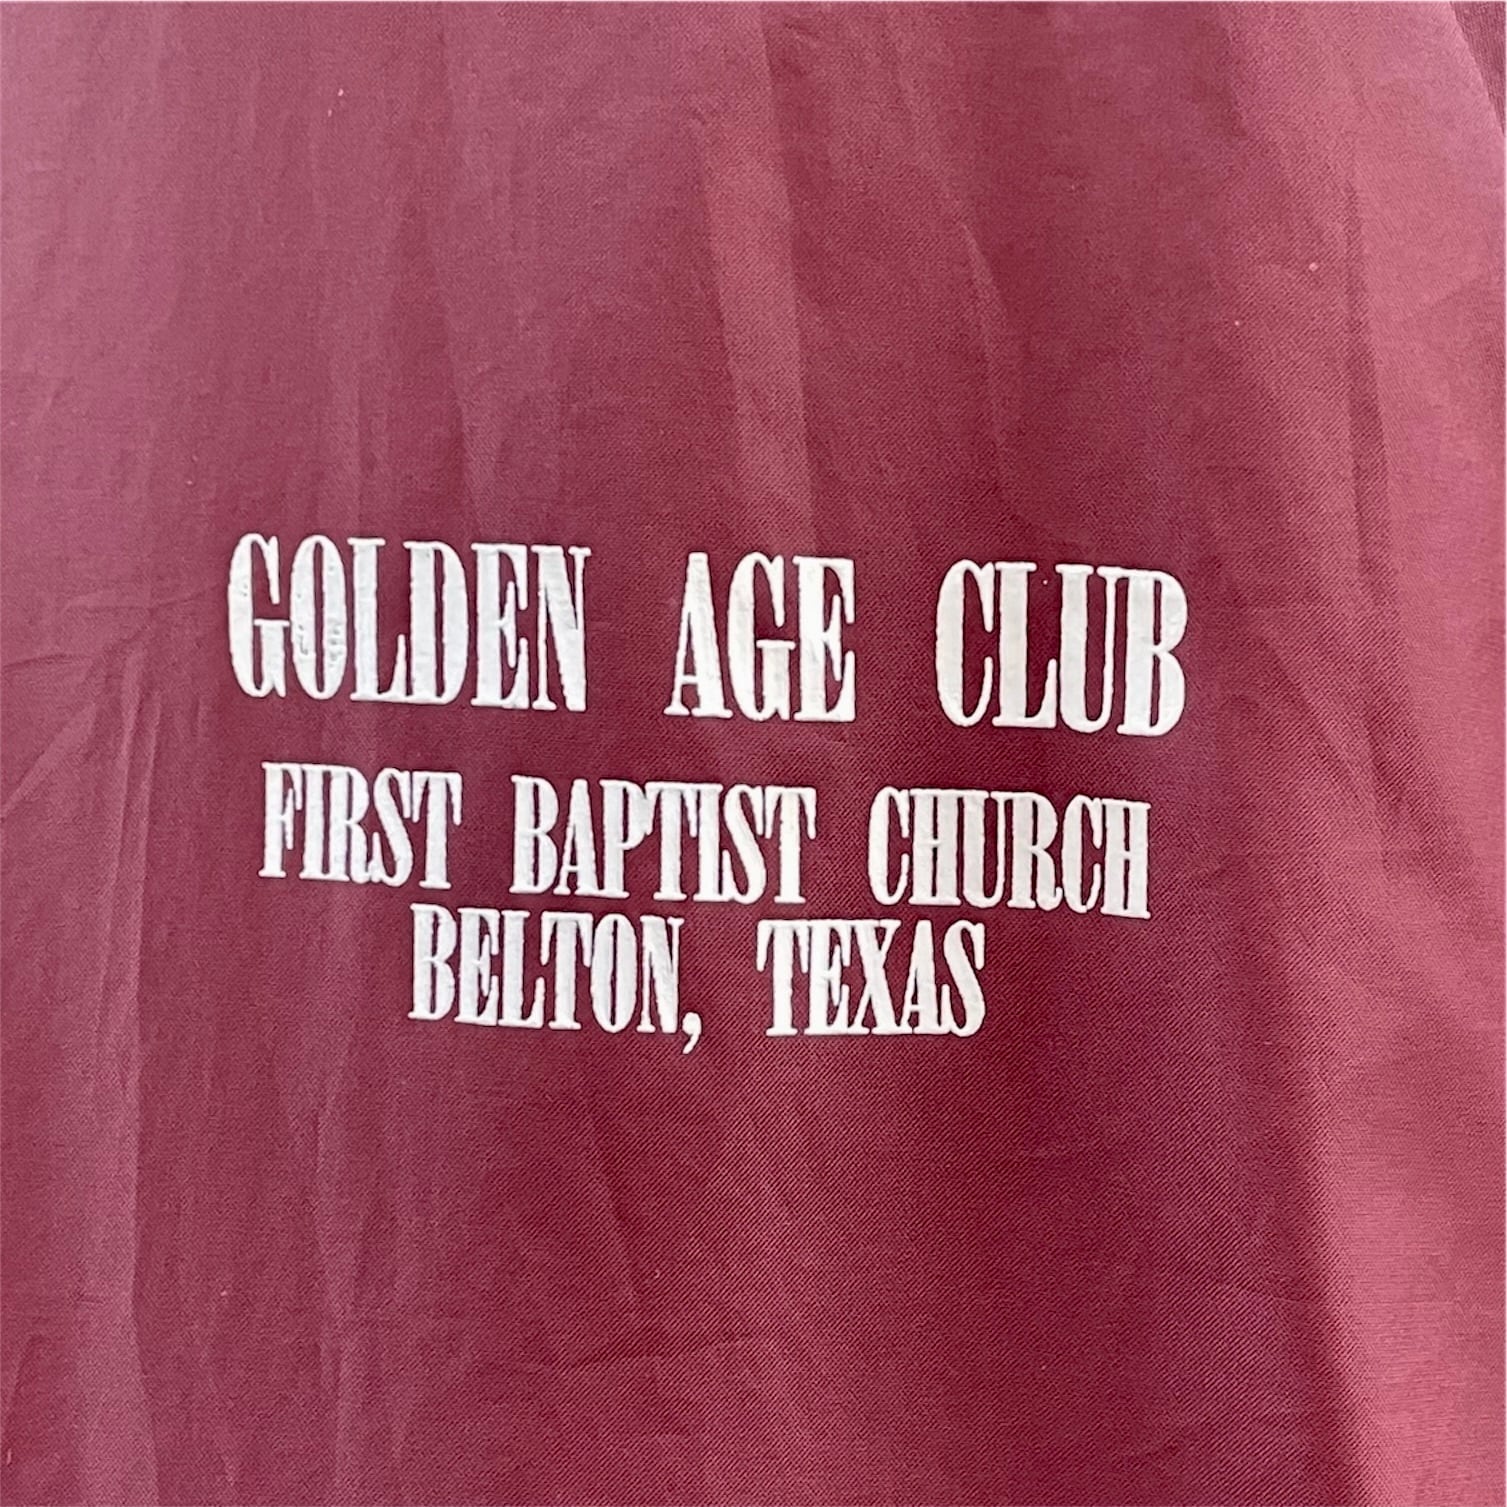 GOLDEN AGE CLUB
FIRST BAPTIST CHURCH
BELTON, TEXAS